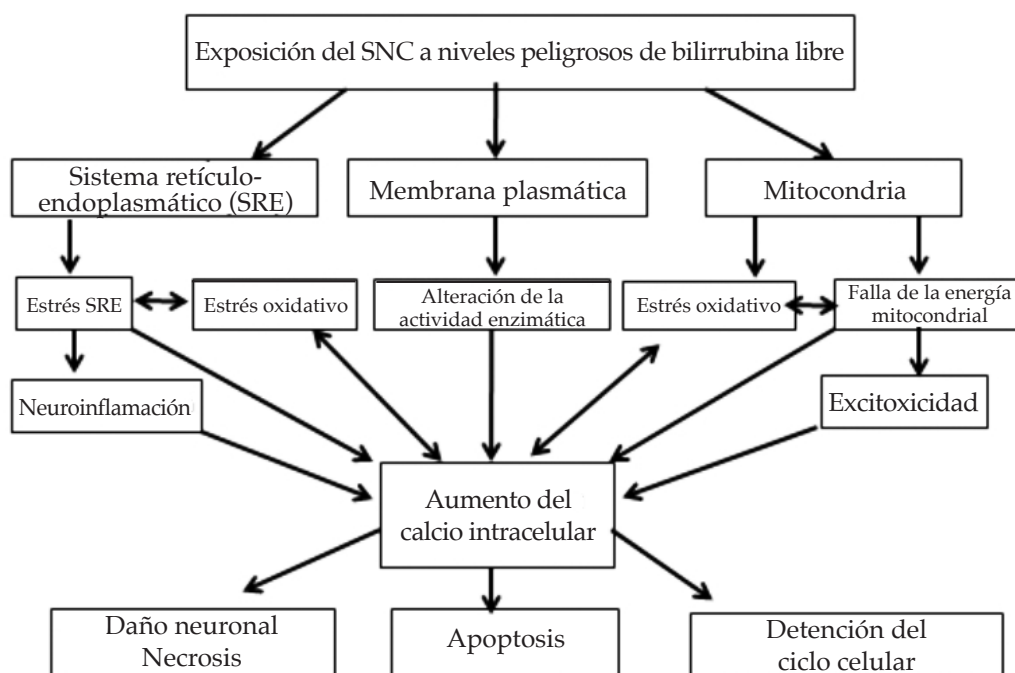 Exposición del SNC a niveles peligrosos de bilirrubina libre
Sistema retículo-
endoplasmático (SRE)
Membrana plasmática
Mitocondria
Estrés SRE
Estrés oxidativo
Alteración de la
actividad enzimática
Estrés oxidativo
Falla de la energía
mitocondrial
Neuroinflamación
Excitoxicidad
Aumento del
calcio intracelular
Daño neuronal
Necrosis
Apoptosis
Detención del
ciclo celular